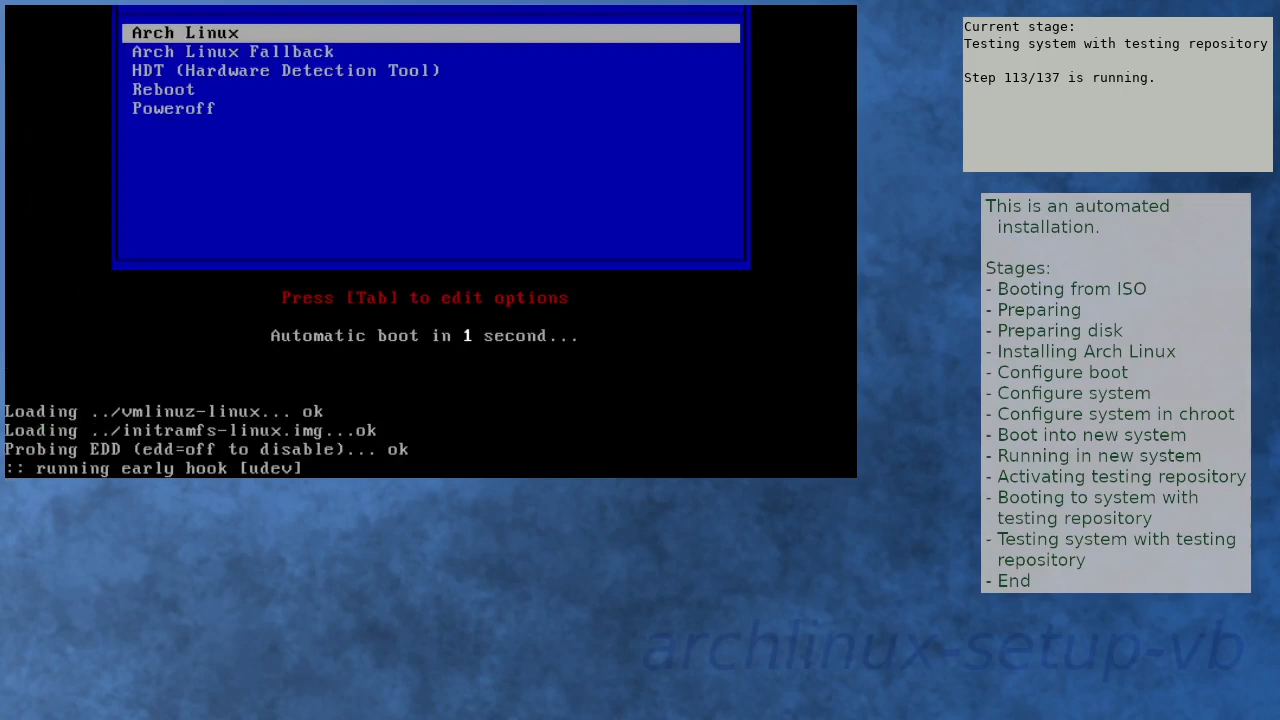 Arch Linux
Arch Linux Fallback
HDT (Hardware Detection Tool)
Reboot
Poweroff
Press [Tab] to edit options
Automatic boot in 1 second...
Loading ../vmlinuz-linux... ok
Loading ../initramfs-linux.img...ok
Probing EDD (edd=off to disable)... ok
:: running early hook [udev]
Current stage:
Testing system with testing repository
Step 113/137 is running.
This is an automated
installation.
Stages:
- Booting from ISO
- Preparing
- Preparing disk
- Installing Arch Linux
- Configure boot
- Configure system
- Configure system in chroot
- Boot into new system
- Running in new system
- Activating testing repository
- Booting to system with
testing repository
- Testing system with testing
repository
- End
archlinux-setup-vb